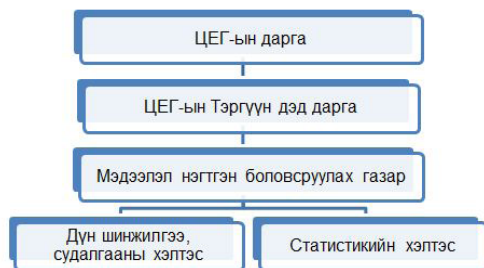 ЦЕГ-ын дарга
ЦЕГ-ын Тэргүүн дэд дарга
Мэдээлэл нэгтгэн боловсруулах газар
Дүн шинжилгээ,
судалгааны хэлтэс
Статистикийн хэлтэс